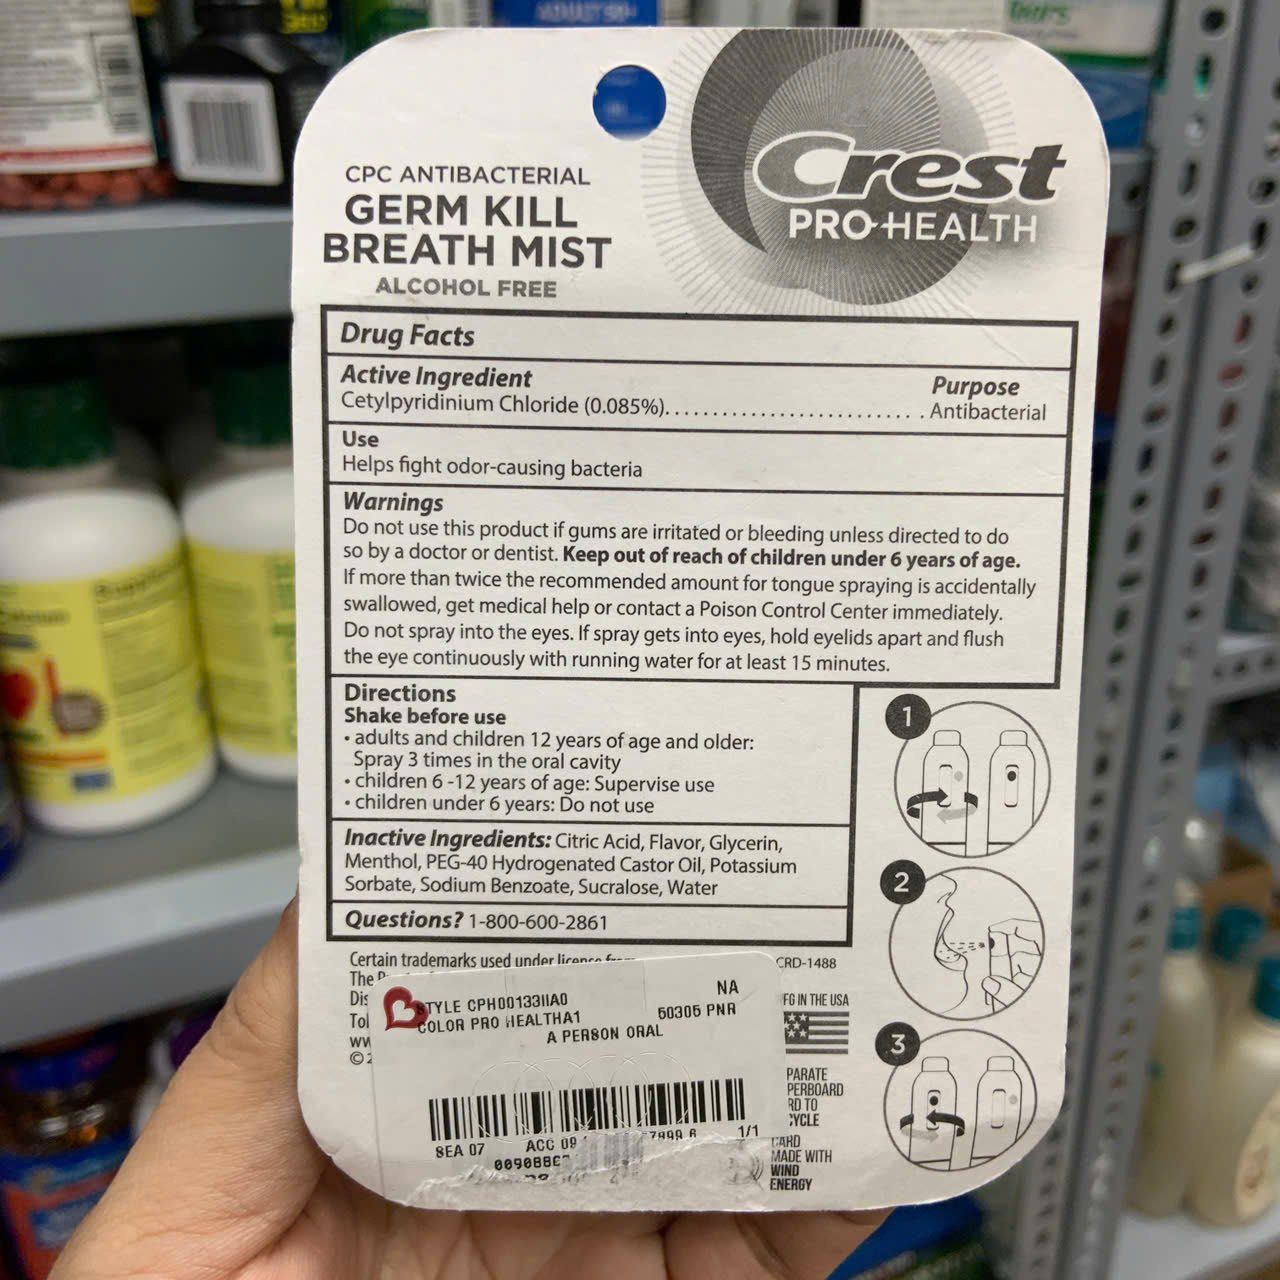 ADULT 50+
Crest
PRO-HEALTH
CPC ANTIBACTERIAL
GERM KILL
BREATH MIST
ALCOHOL FREE
Drug Facts
Active Ingredient
Purpose
Cetylpyridinium Chloride (0.085%)............................ Antibacterial
Use
Helps fight odor-causing bacteria
Warnings
Do not use this product if gums are irritated or bleeding unless directed to do
so by a doctor or dentist. Keep out of reach of children under 6 years of age.
If more than twice the recommended amount for tongue spraying is accidentally
swallowed, get medical help or contact a Poison Control Center immediately.
Do not spray into the eyes. If spray gets into eyes, hold eyelids apart and flush
the eye continuously with running water for at least 15 minutes.
Directions
Shake before use
• adults and children 12 years of age and older:
Spray 3 times in the oral cavity
• children 6 -12 years of age: Supervise use
• children under 6 years: Do not use
Inactive Ingredients: Citric Acid, Flavor, Glycerin,
Menthol, PEG-40 Hydrogenated Castor Oil, Potassium
Sorbate, Sodium Benzoate, Sucralose, Water
Questions? 1-800-600-2861
1
2
3
Certain trademarks used under license
The
CRD-1488
IN THE USA
TO
MADE WITH
WIND
ENERGY
STYLE CPH00133IIA0
NA
COLOR PRO HEALTHA1
50305 PNR
A PERSON ORAL
SEA 07
ACC 09
1/1